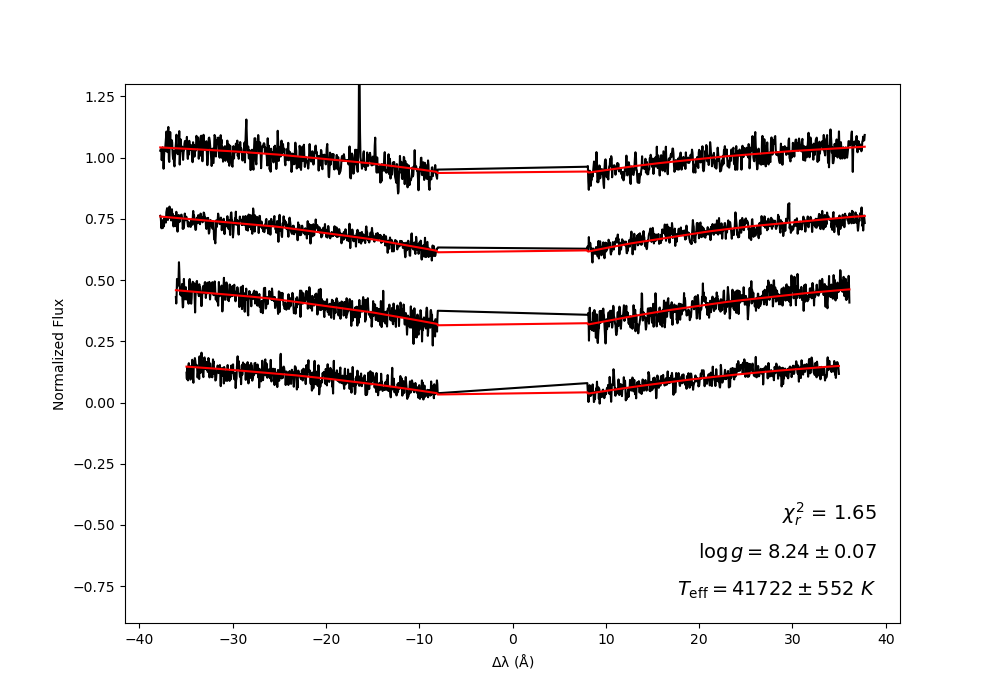 1.25
1.00
0.75
0.50
0.25
0.00
−0.25
−0.50
−0.75
Normalized Flux
χ²ᵣ = 1.65
log g = 8.24 ± 0.07
T_eff = 41722 ± 552 K
−40 −30 −20 −10 0 10 20 30 40
Δλ (Å)